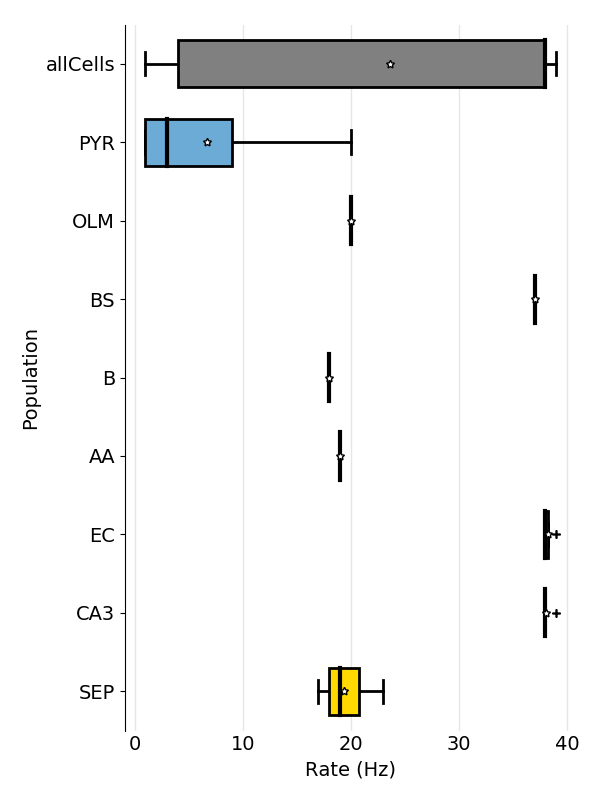 allCells
PYR
OLM
BS
B
AA
EC
CA3
SEP
Population
0 10 20 30 40
Rate (Hz)